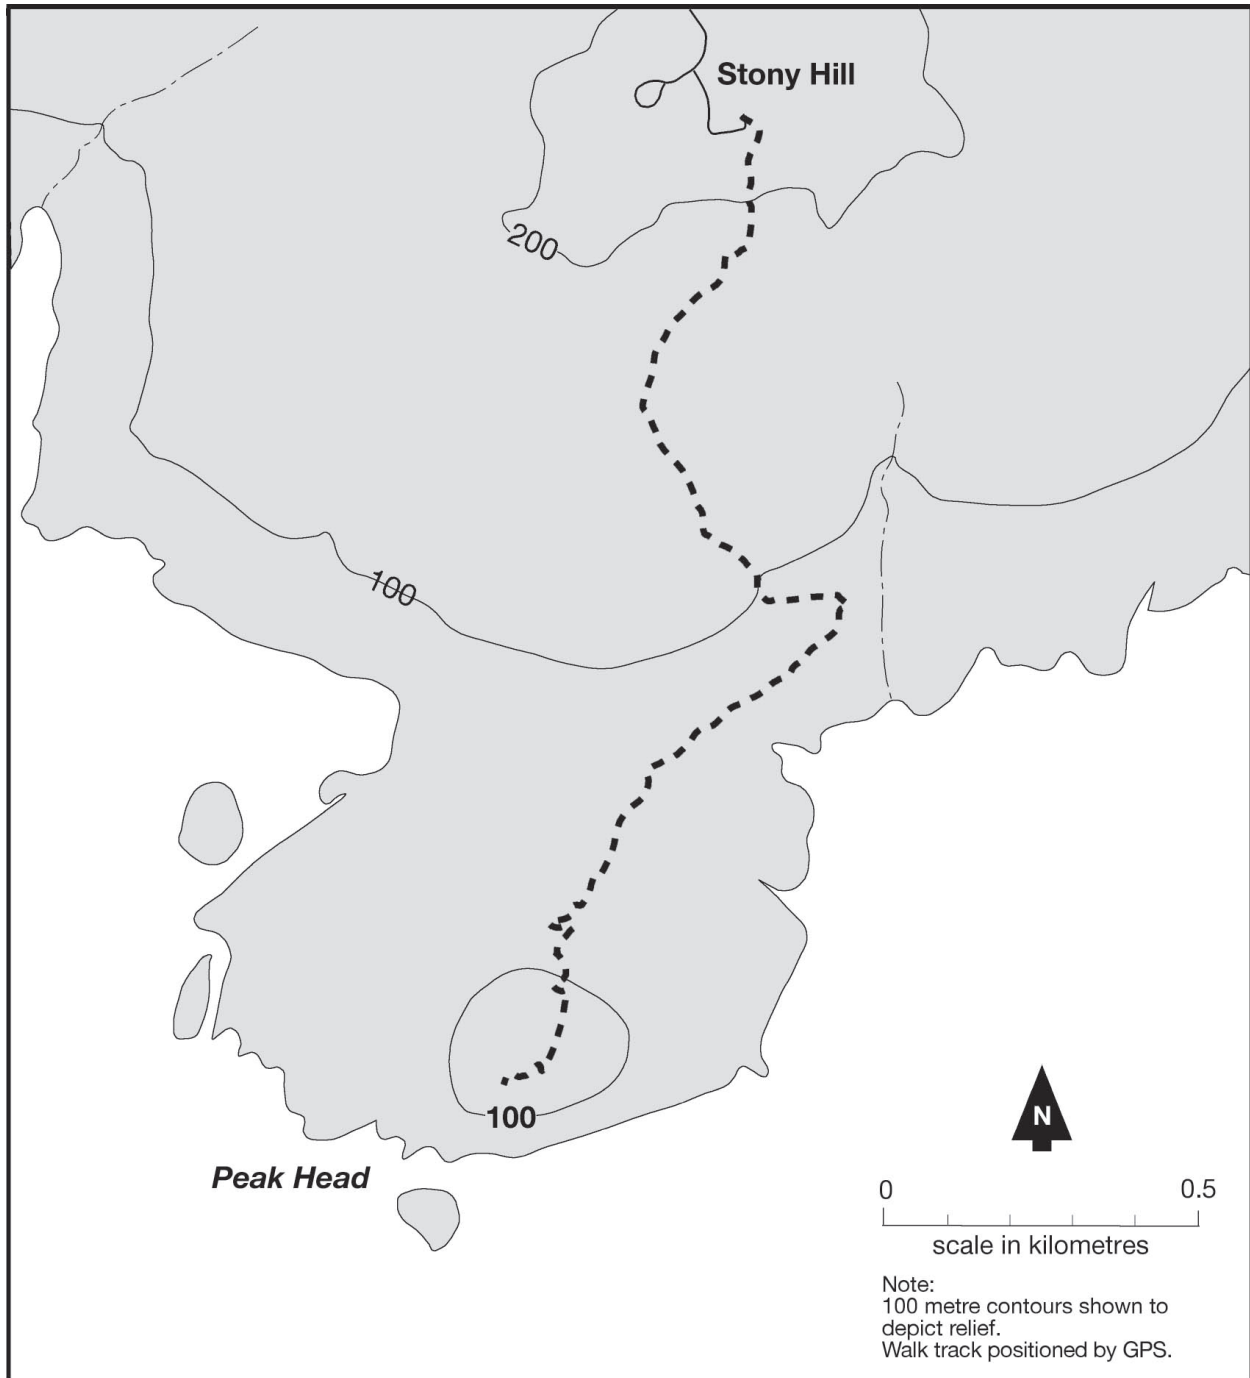 Stony Hill
200
100
100
Peak Head
N
0 0.5
scale in kilometres
Note:
100 metre contours shown to
depict relief.
Walk track positioned by GPS.